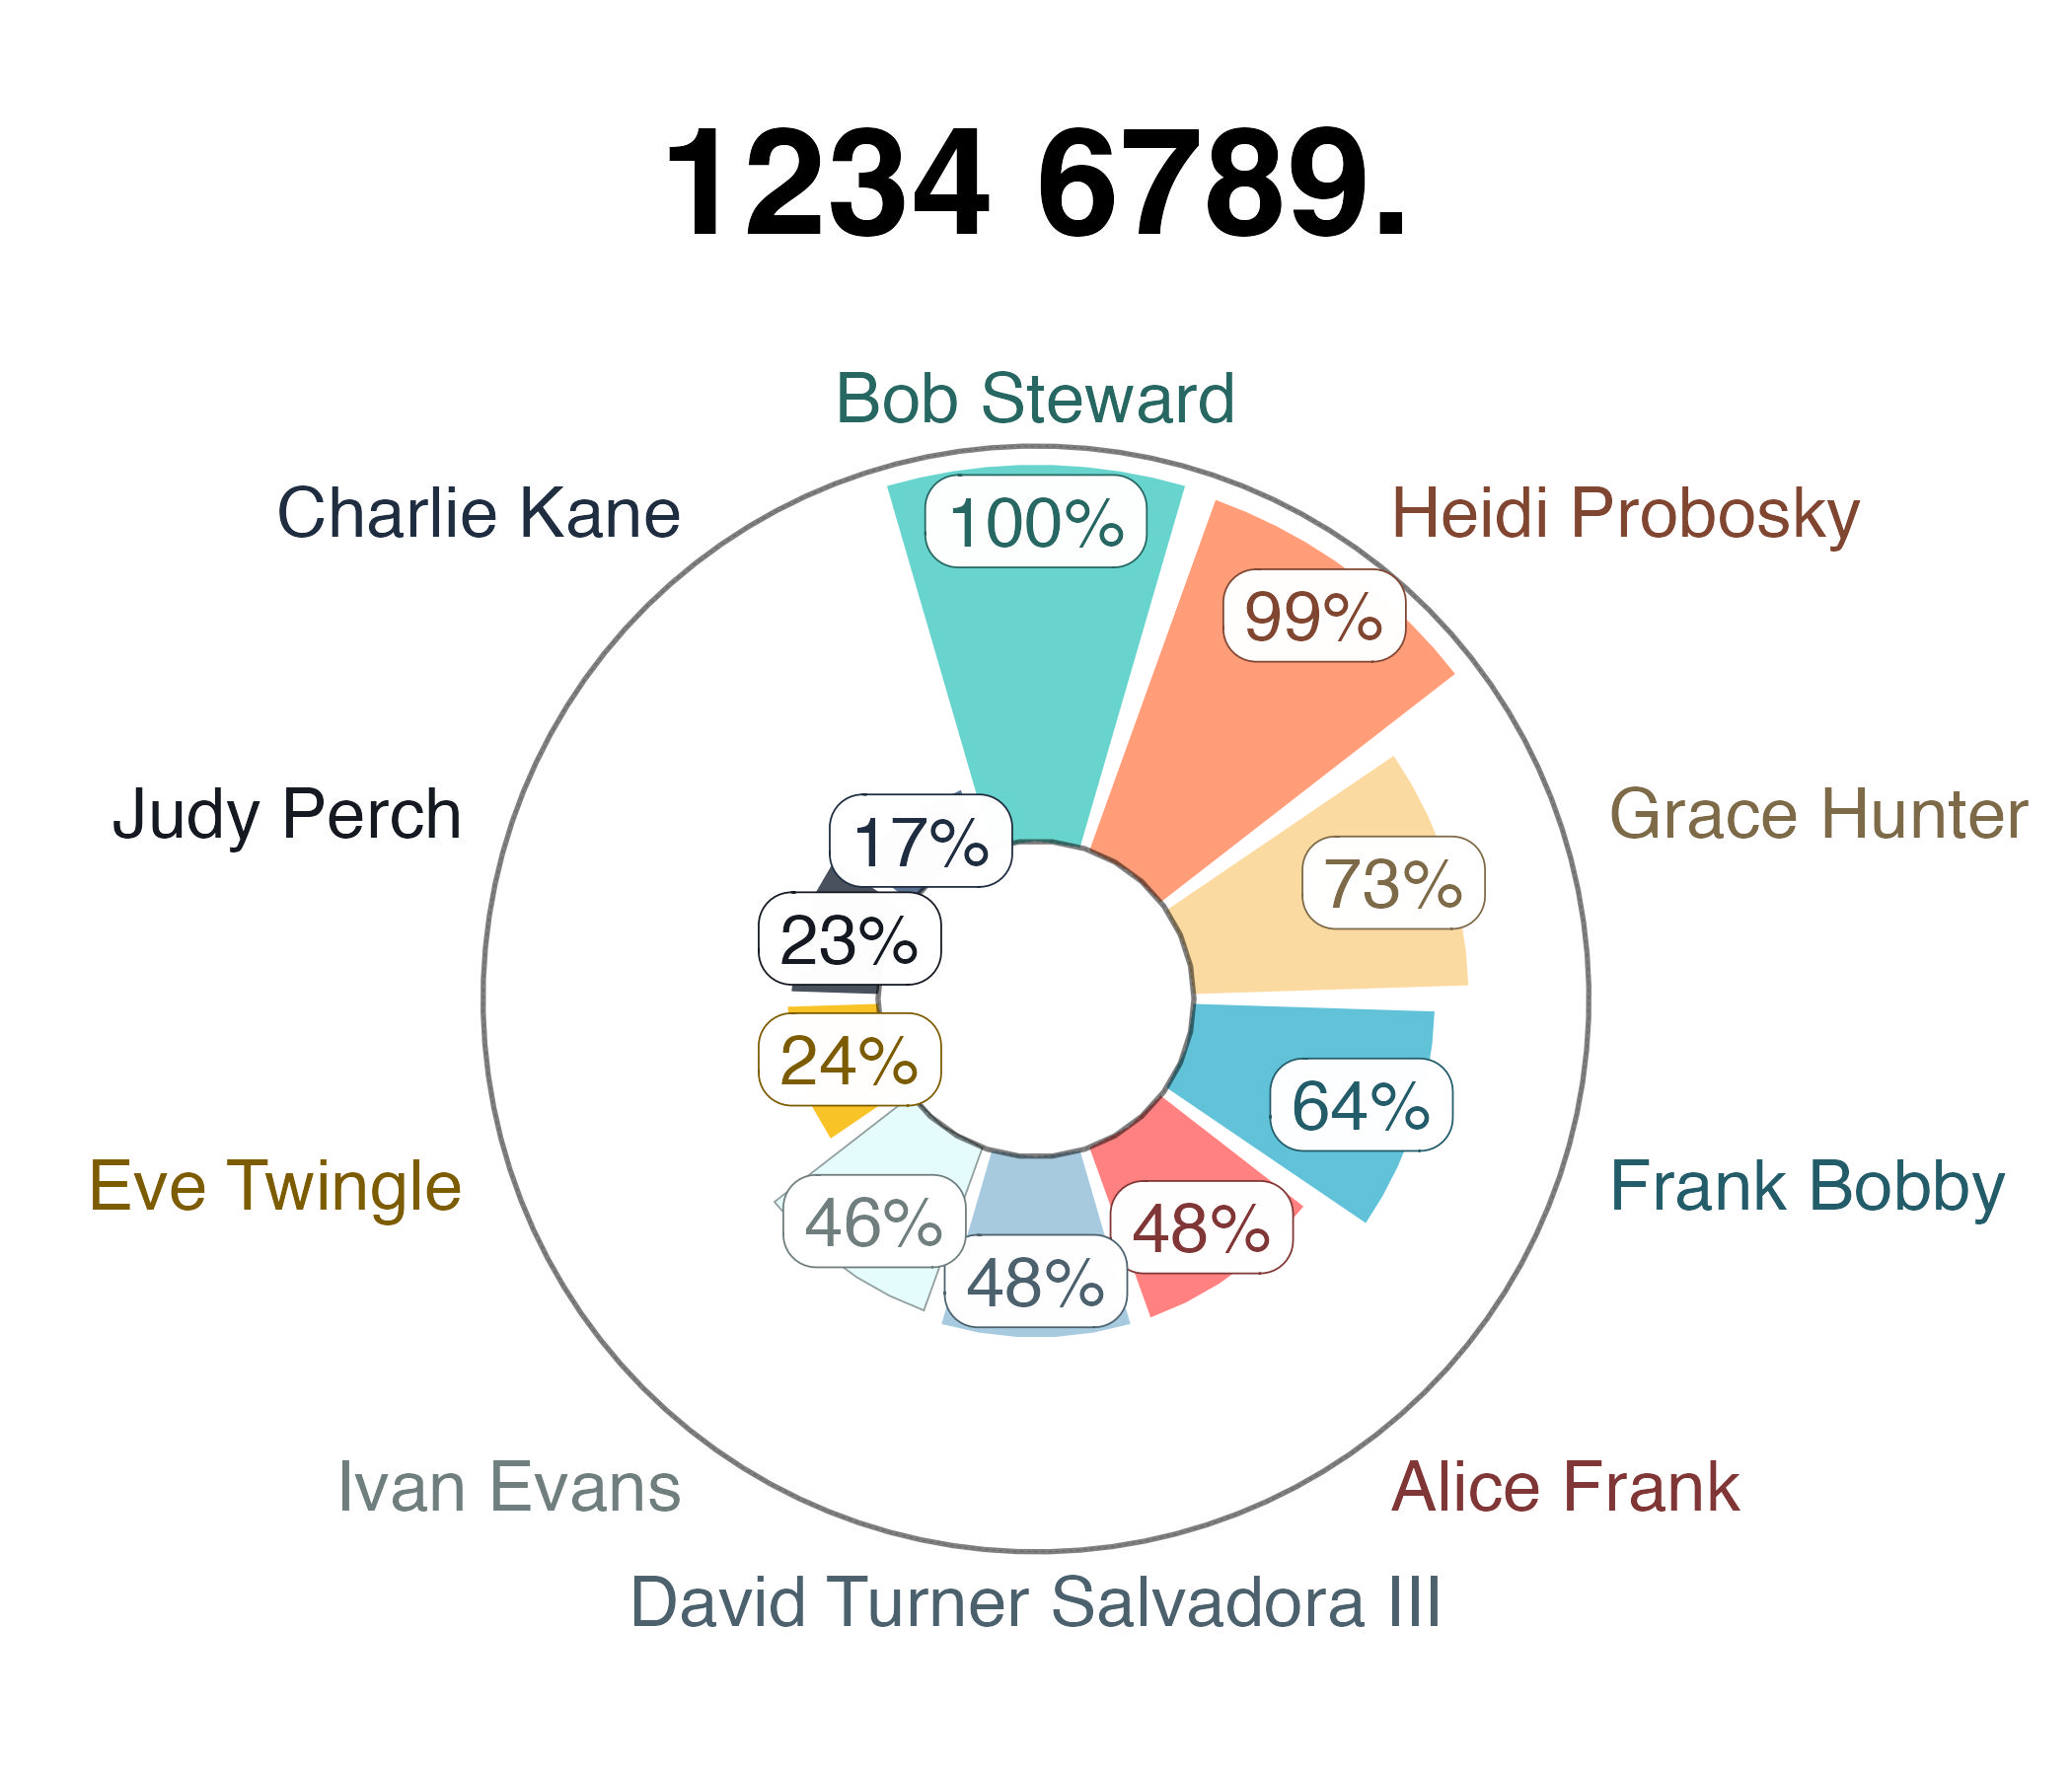 1234 6789.
Bob Steward
Charlie Kane
Heidi Probosky
100%
99%
Judy Perch
Grace Hunter
17%
73%
23%
24%
64%
Eve Twingle
Frank Bobby
46%
48%
48%
Ivan Evans
Alice Frank
David Turner Salvadora III